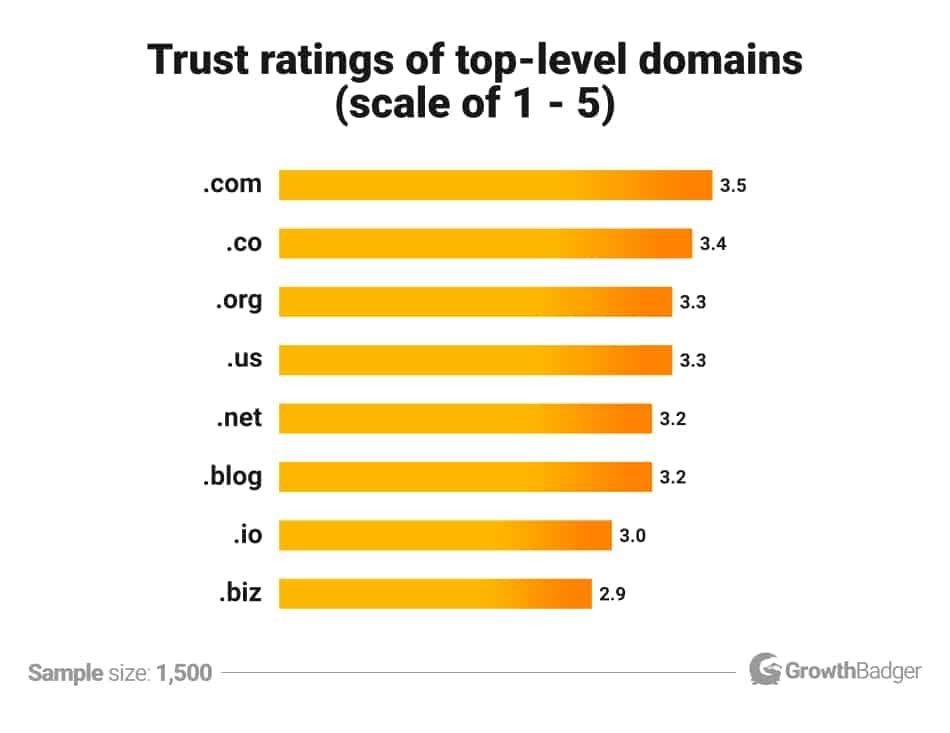 Trust ratings of top-level domains
(scale of 1 - 5)
.com 3.5
.co 3.4
.org 3.3
.us 3.3
.net 3.2
.blog 3.2
.io 3.0
.biz 2.9
Sample size: 1,500 GrowthBadger